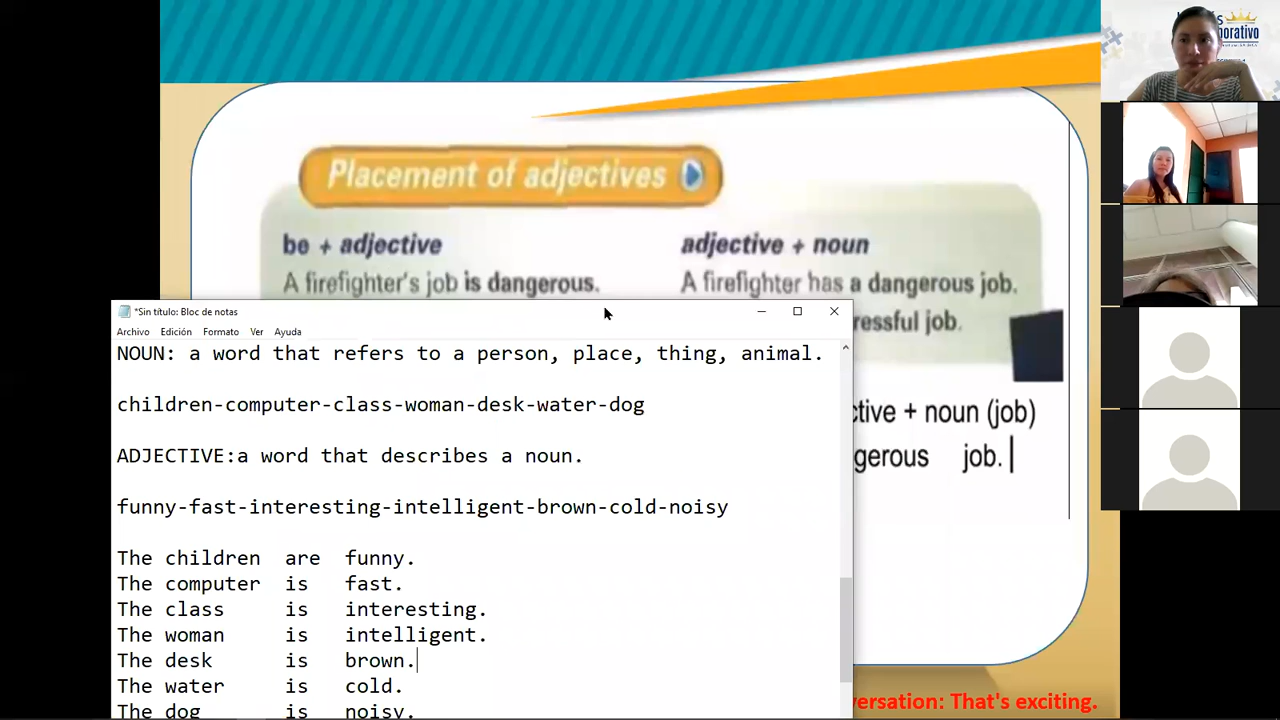 Placement of adjectives
be + adjective
adjective + noun
A firefighter's job is dangerous.
A firefighter has a dangerous job.
ressful job.
*Sin título: Bloc de notas
Archivo Edición Formato Ver Ayuda
NOUN: a word that refers to a person, place, thing, animal.
children-computer-class-woman-desk-water-dog
ADJECTIVE:a word that describes a noun.
funny-fast-interesting-intelligent-brown-cold-noisy
The children are funny.
The computer is fast.
The class is interesting.
The woman is intelligent.
The desk is brown.
The water is cold.
The dog is noisy.
ctive + noun (job)
gerous job.
versation: That's exciting.
orativo